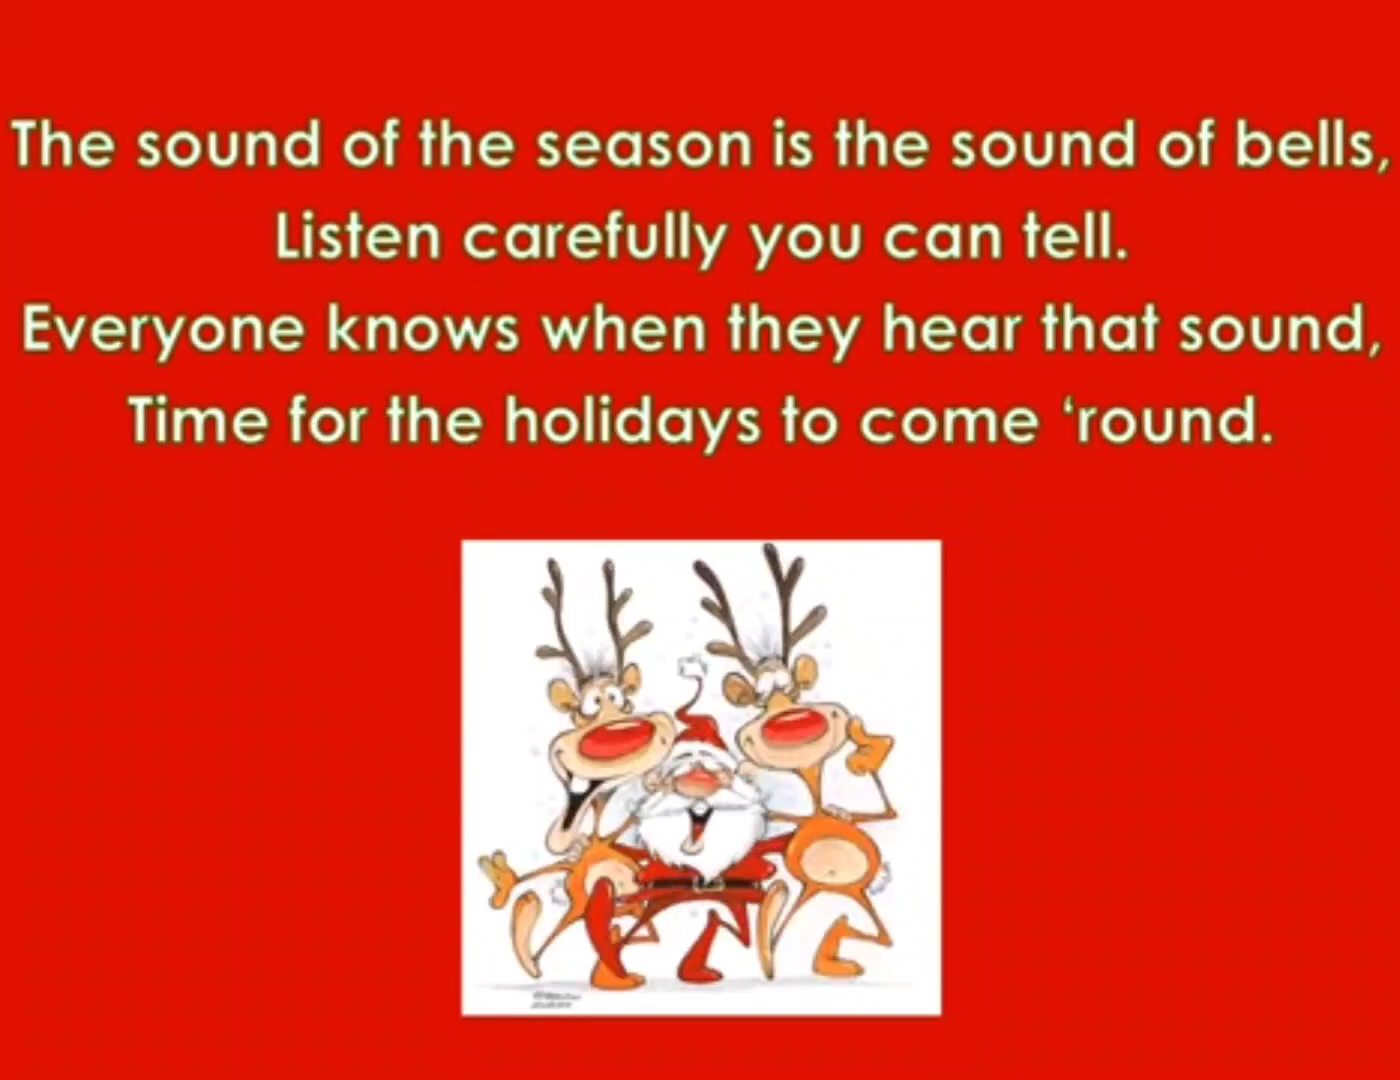 The sound of the season is the sound of bells,
Listen carefully you can tell.
Everyone knows when they hear that sound,
Time for the holidays to come ‘round.